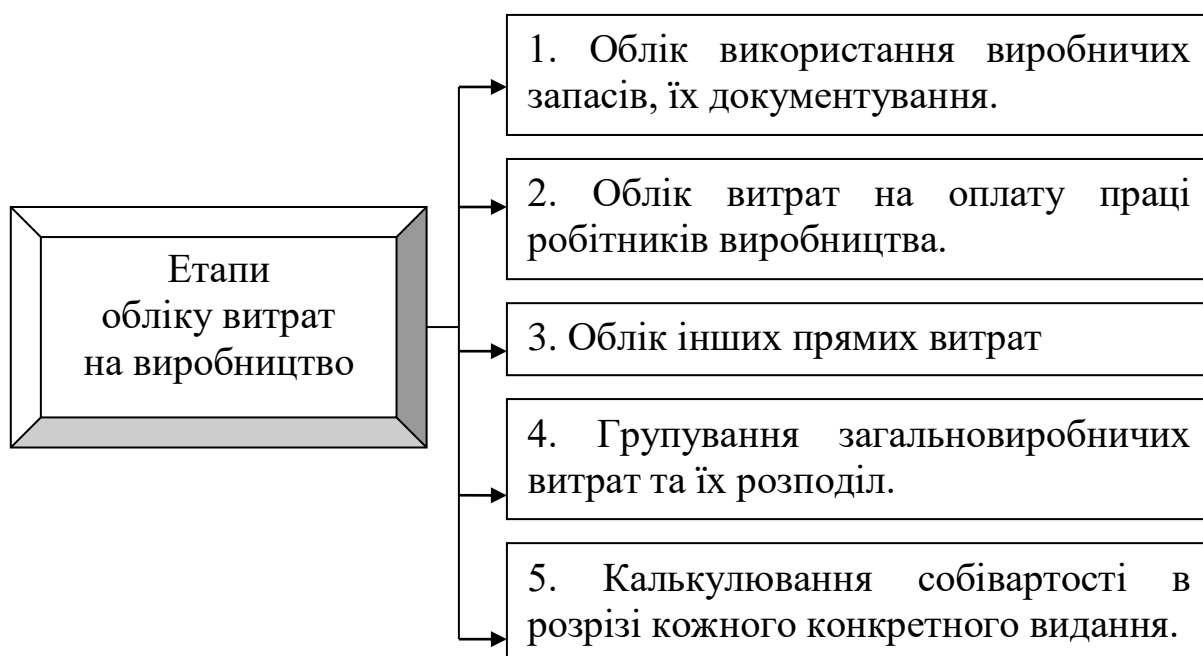 Етапи
обліку витрат
на виробництво
1. Облік використання виробничих
запасів, їх документування.
2. Облік витрат на оплату праці
робітників виробництва.
3. Облік інших прямих витрат
4. Групування загальновиробничих
витрат та їх розподіл.
5. Калькулювання собівартості в
розрізі кожного конкретного видання.